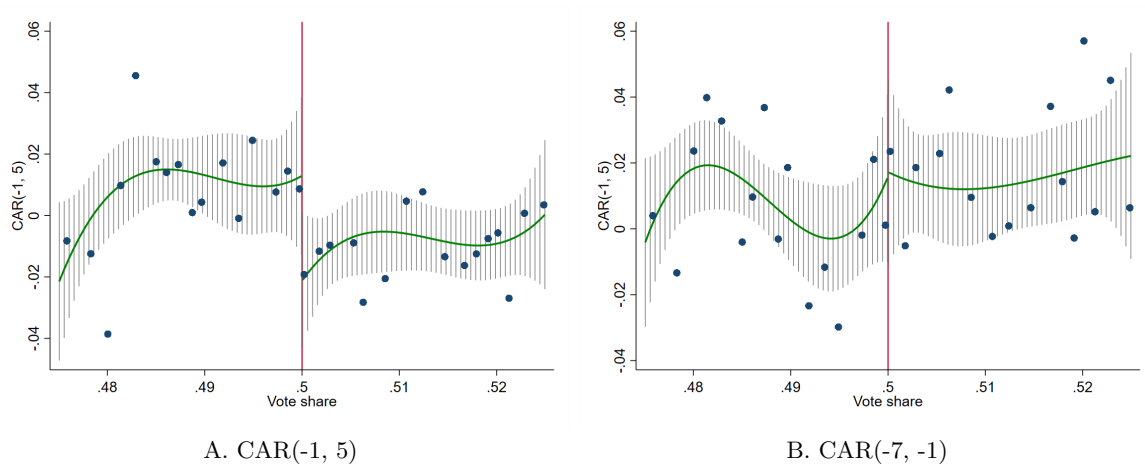 .06
.04
.02
0
-.02
-.04
CAR(-1, 5)
.48 .49 .5 .51 .52
Vote share
A. CAR(-1, 5)
.06
.04
.02
0
-.02
-.04
CAR(-1, 5)
.48 .49 .5 .51 .52
Vote share
B. CAR(-7, -1)